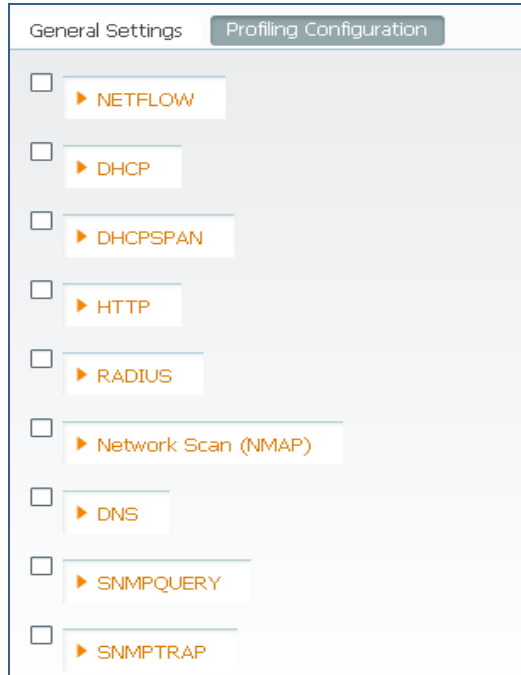 General Settings Profiling Configuration
NETFLOW
DHCP
DHCPSPAN
HTTP
RADIUS
Network Scan (NMAP)
DNS
SNMPQUERY
SNMPTRAP